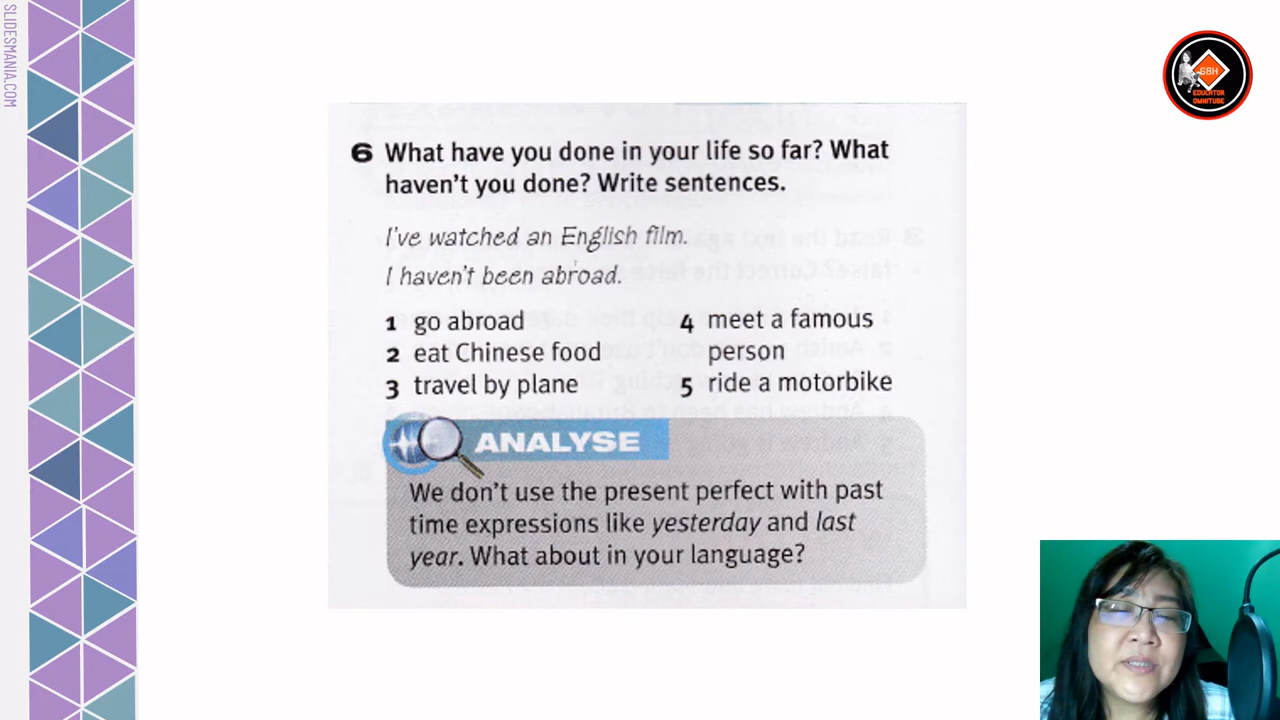 SLIDESMANIA.COM
BBH
EDUCATOR
OMNITUBE
6 What have you done in your life so far? What
haven't you done? Write sentences.
I've watched an English film.
I haven't been abroad.
1 go abroad
2 eat Chinese food
3 travel by plane
4 meet a famous
person
5 ride a motorbike
ANALYSE
We don't use the present perfect with past
time expressions like yesterday and last
year. What about in your language?